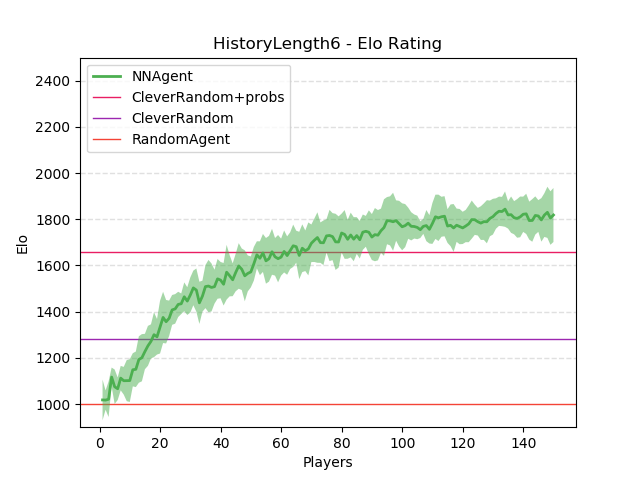 HistoryLength6 - Elo Rating
NNAgent
CleverRandom+probs
CleverRandom
RandomAgent
2400
2200
2000
1800
1600
1400
1200
1000
Elo
0 20 40 60 80 100 120 140
Players